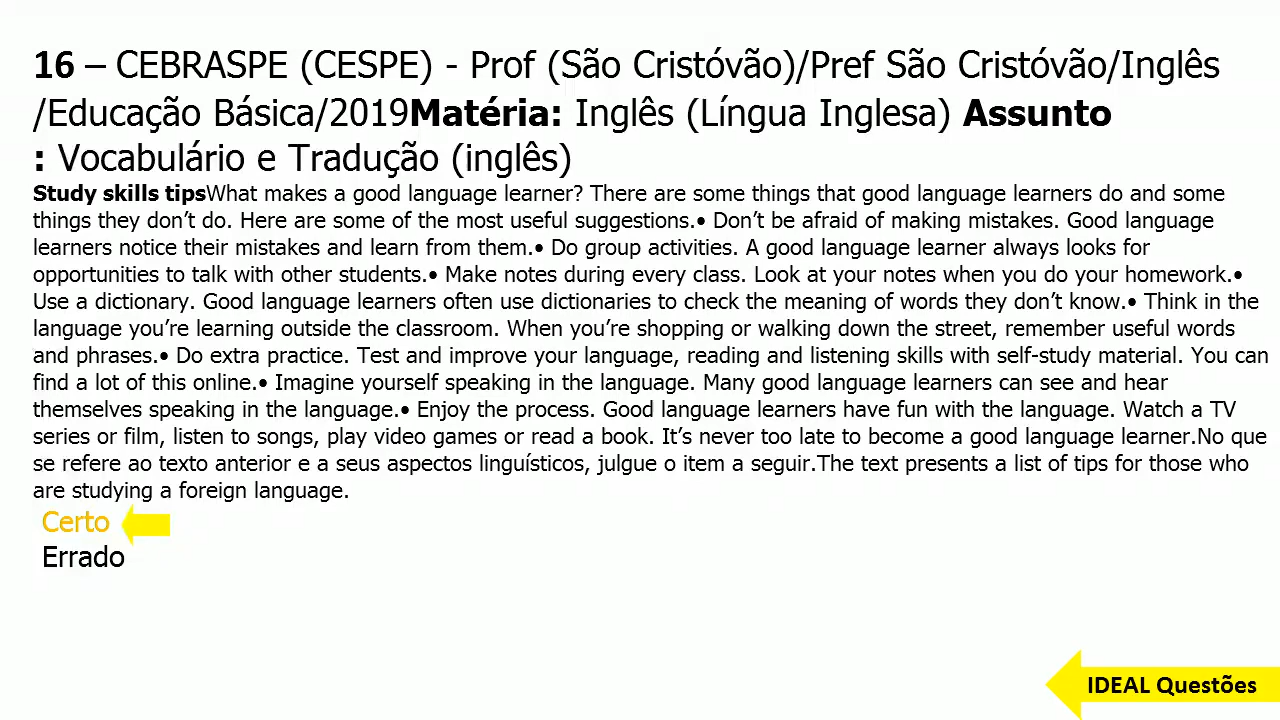 16 – CEBRASPE (CESPE) - Prof (São Cristóvão)/Pref São Cristóvão/Inglês
/Educação Básica/2019Matéria: Inglês (Língua Inglesa) Assunto
: Vocabulário e Tradução (inglês)
Study skills tipsWhat makes a good language learner? There are some things that good language learners do and some
things they don’t do. Here are some of the most useful suggestions.• Don’t be afraid of making mistakes. Good language
learners notice their mistakes and learn from them.• Do group activities. A good language learner always looks for
opportunities to talk with other students.• Make notes during every class. Look at your notes when you do your homework.•
Use a dictionary. Good language learners often use dictionaries to check the meaning of words they don’t know.• Think in the
language you’re learning outside the classroom. When you’re shopping or walking down the street, remember useful words
and phrases.• Do extra practice. Test and improve your language, reading and listening skills with self-study material. You can
find a lot of this online.• Imagine yourself speaking in the language. Many good language learners can see and hear
themselves speaking in the language.• Enjoy the process. Good language learners have fun with the language. Watch a TV
series or film, listen to songs, play video games or read a book. It’s never too late to become a good language learner.No que
se refere ao texto anterior e a seus aspectos linguísticos, julgue o item a seguir.The text presents a list of tips for those who
are studying a foreign language.
Certo
Errado
IDEAL Questões